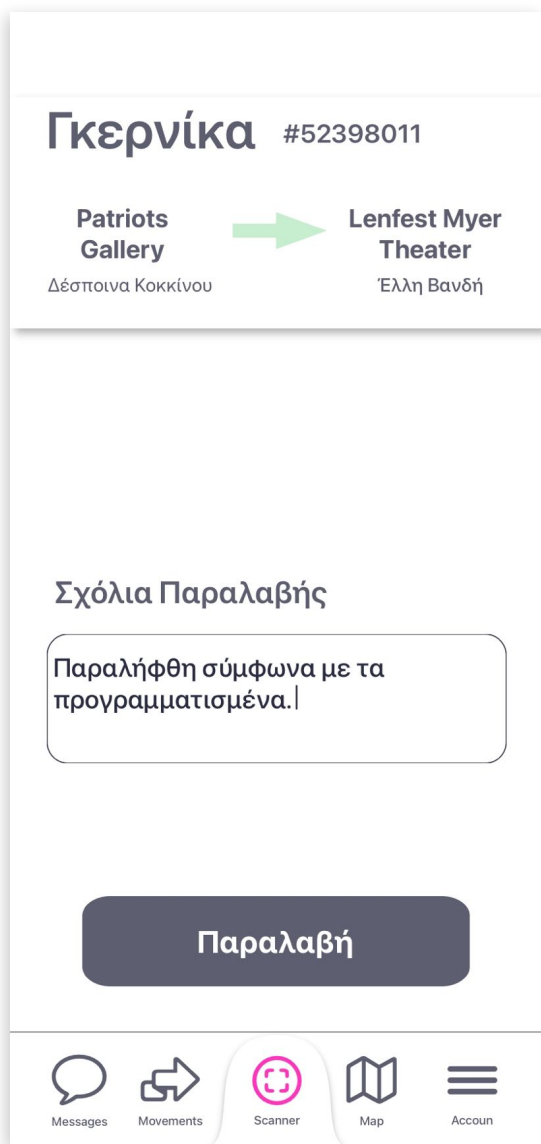 Γκερνίκα #52398011
Patriots
Gallery
Δέσποινα Κοκκίνου
Lenfest Myer
Theater
Έλλη Βανδή
Σχόλια Παραλαβής
Παραλήφθη σύμφωνα με τα
προγραμματισμένα.
Παραλαβή
Messages
Movements
Scanner
Map
Accoun